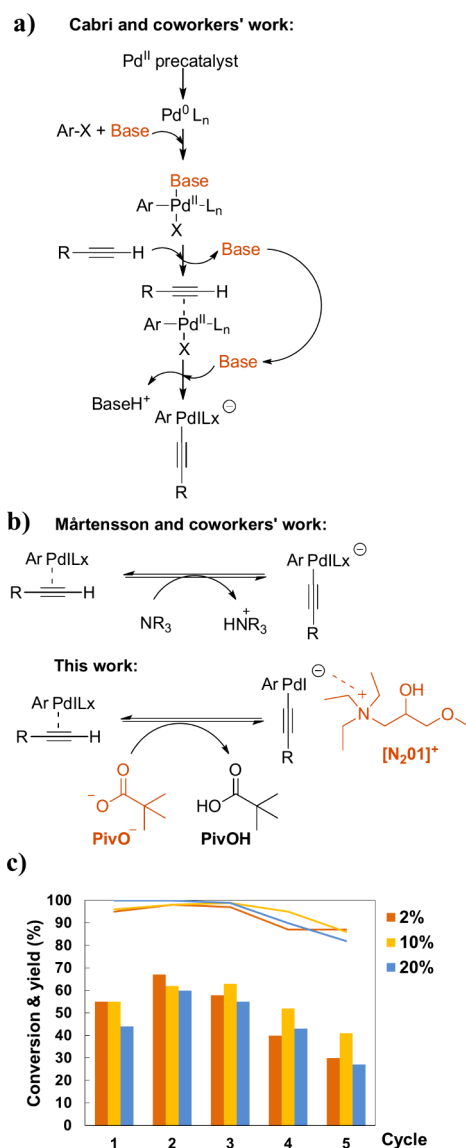 a) Cabri and coworkers' work:
Pd^II precatalyst
Pd^0 L_n
Ar-X + Base
Base
Ar-Pd^II-L_n
X
R H Base
R H
Ar-Pd^II-L_n
X
Base
BaseH^+
Ar PdILx ⊖
R
b) Mårtensson and coworkers' work:
Ar PdILx
R H
NR_3
HNR_3
+
Ar PdILx ⊖
R
This work:
Ar PdILx
R H
Ar PdI ⊖
R
+
N
OH
O
[N_201]^+
O
⁻O
PivO⁻
O
HO
PivOH
c)
Conversion & yield (%)
100
90
80
70
60
50
40
30
20
10
0
2%
10%
20%
1 2 3 4 5 Cycle